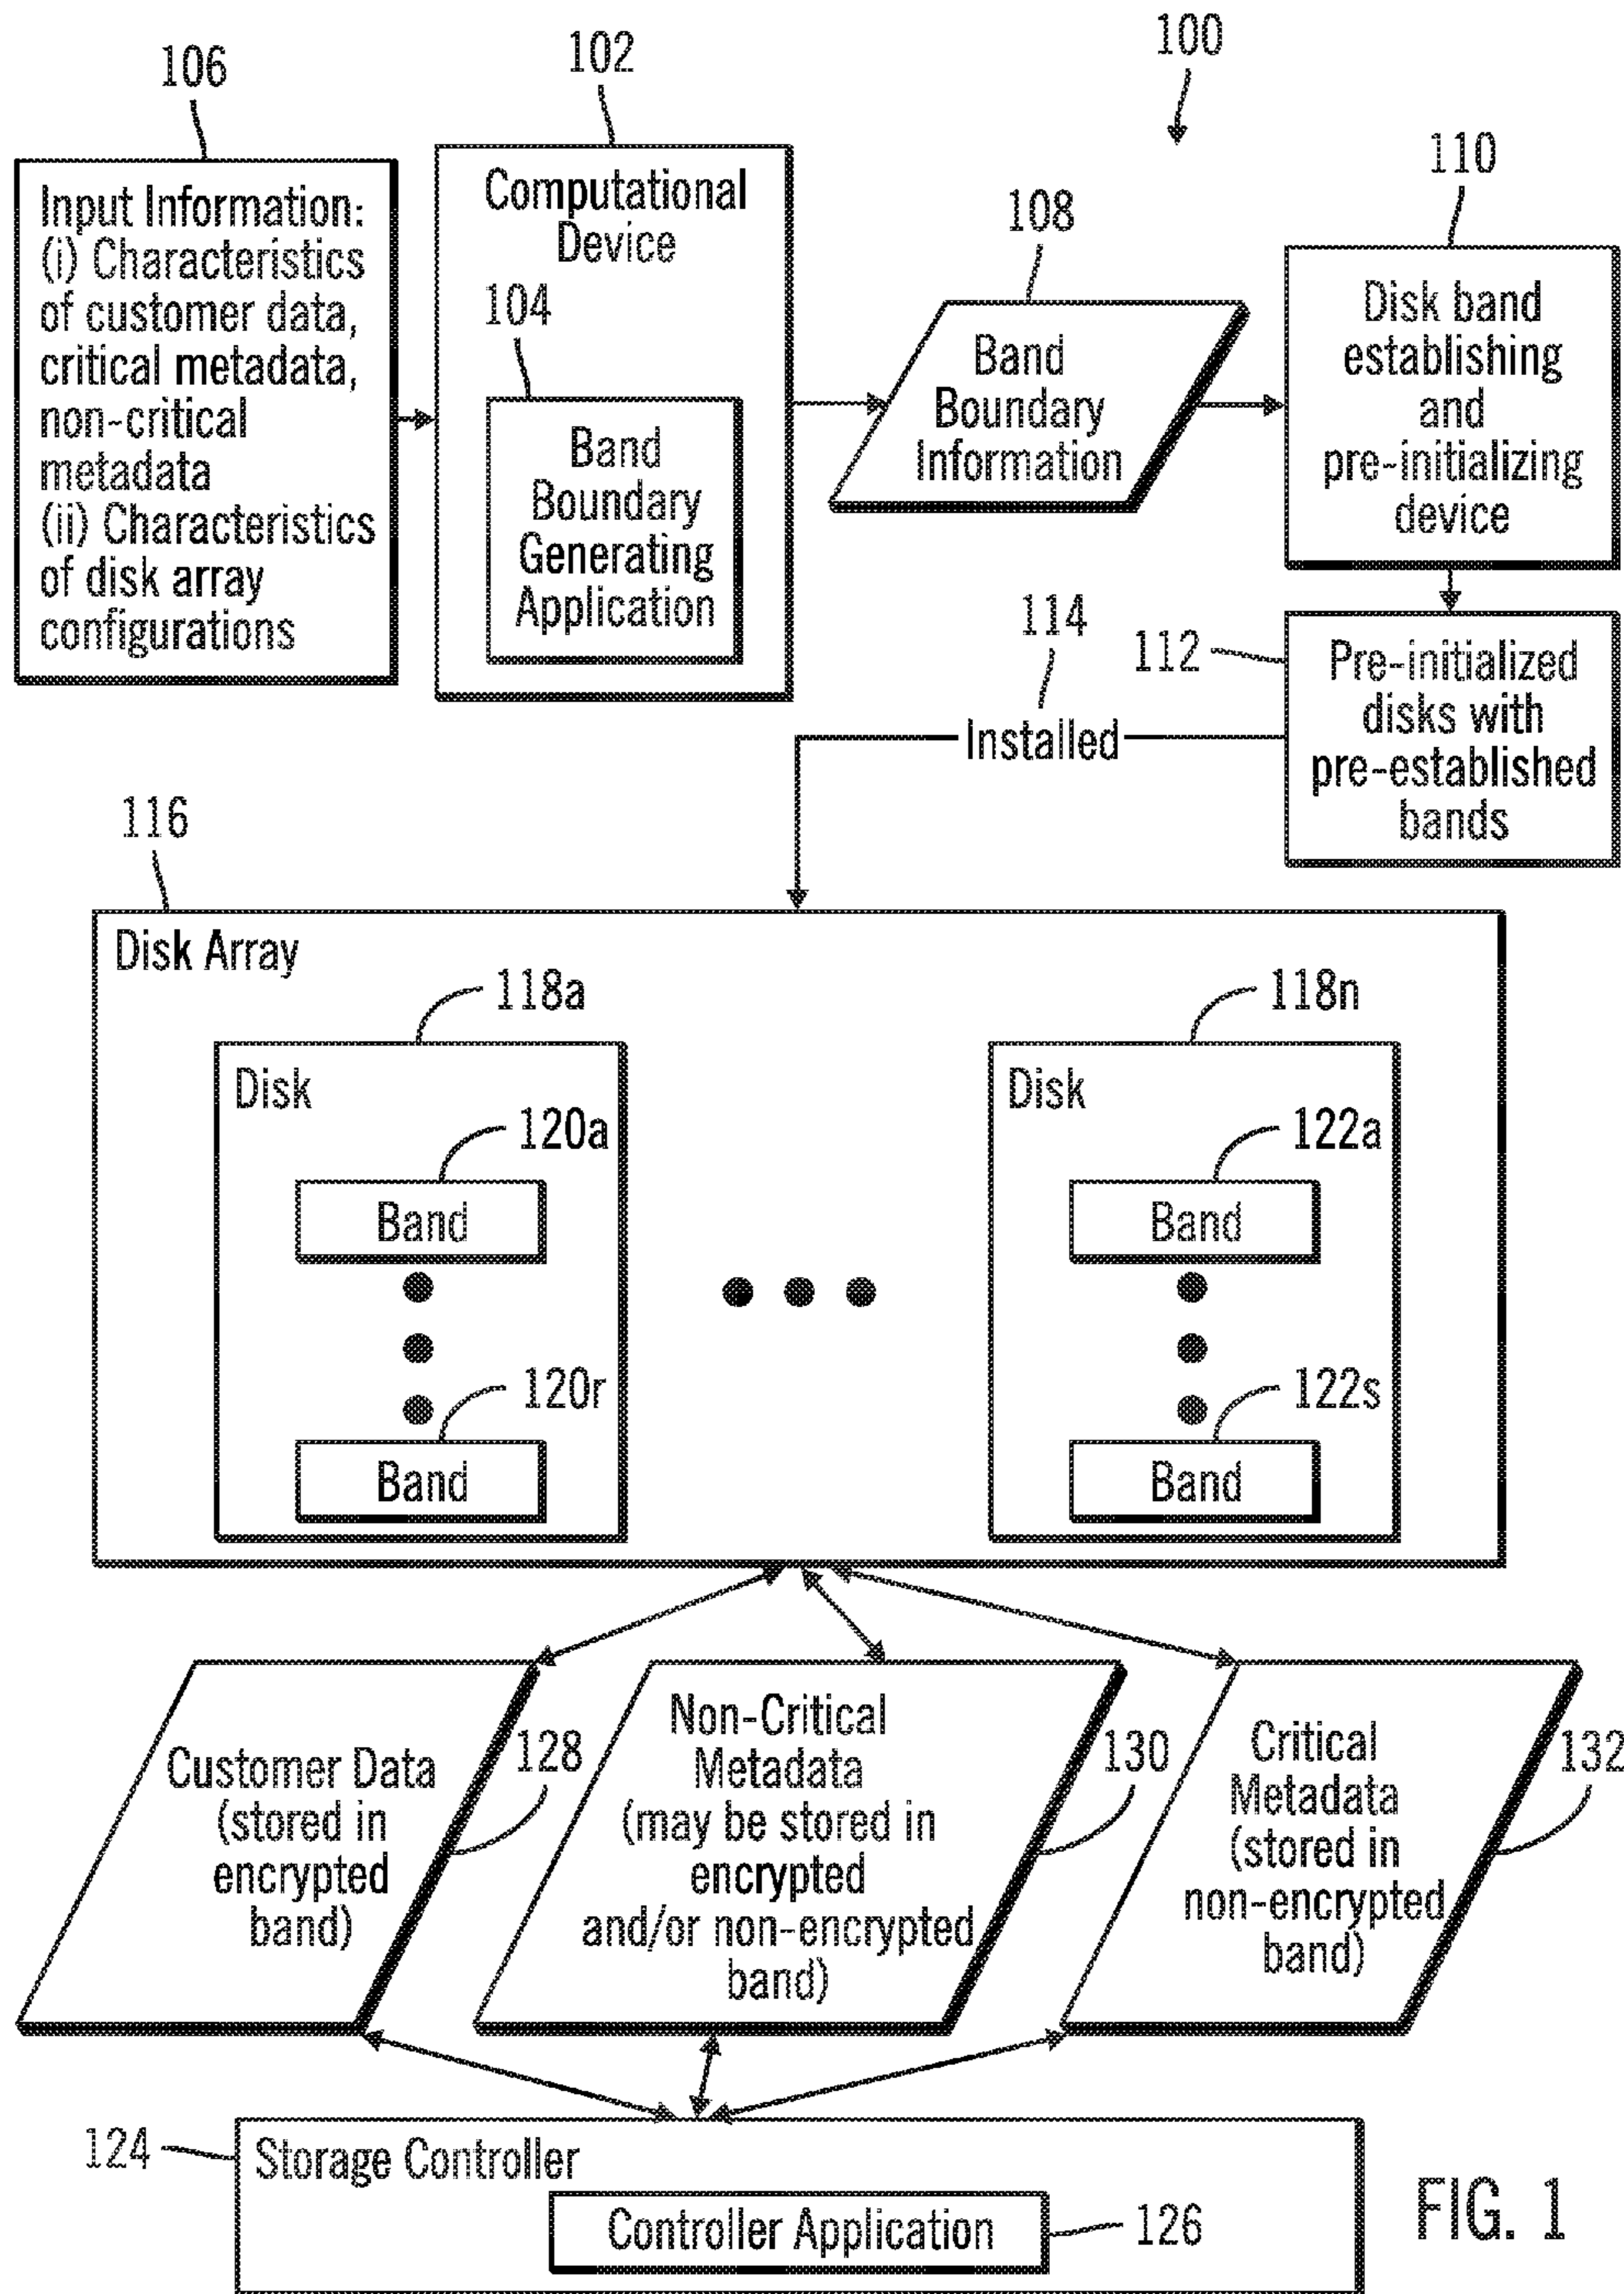 100
106
102
110
108
Input Information:
(i) Characteristics
of customer data,
critical metadata,
non-critical
metadata
(ii) Characteristics
of disk array
configurations
Computational
Device
104
Band
Boundary
Generating
Application
Band
Boundary
Information
Disk band
establishing
and
pre-initializing
device
114
Installed
112
Pre-initialized
disks with
pre-established
bands
116
Disk Array
118a
Disk
120a
Band
120r
Band
118n
Disk
122a
Band
122s
Band
Customer Data
(stored in
encrypted
band)
128
Non-Critical
Metadata
(may be stored in
encrypted
and/or non-encrypted
band)
130
Critical
Metadata
(stored in
non-encrypted
band)
132
124
Storage Controller
Controller Application
126
FIG. 1